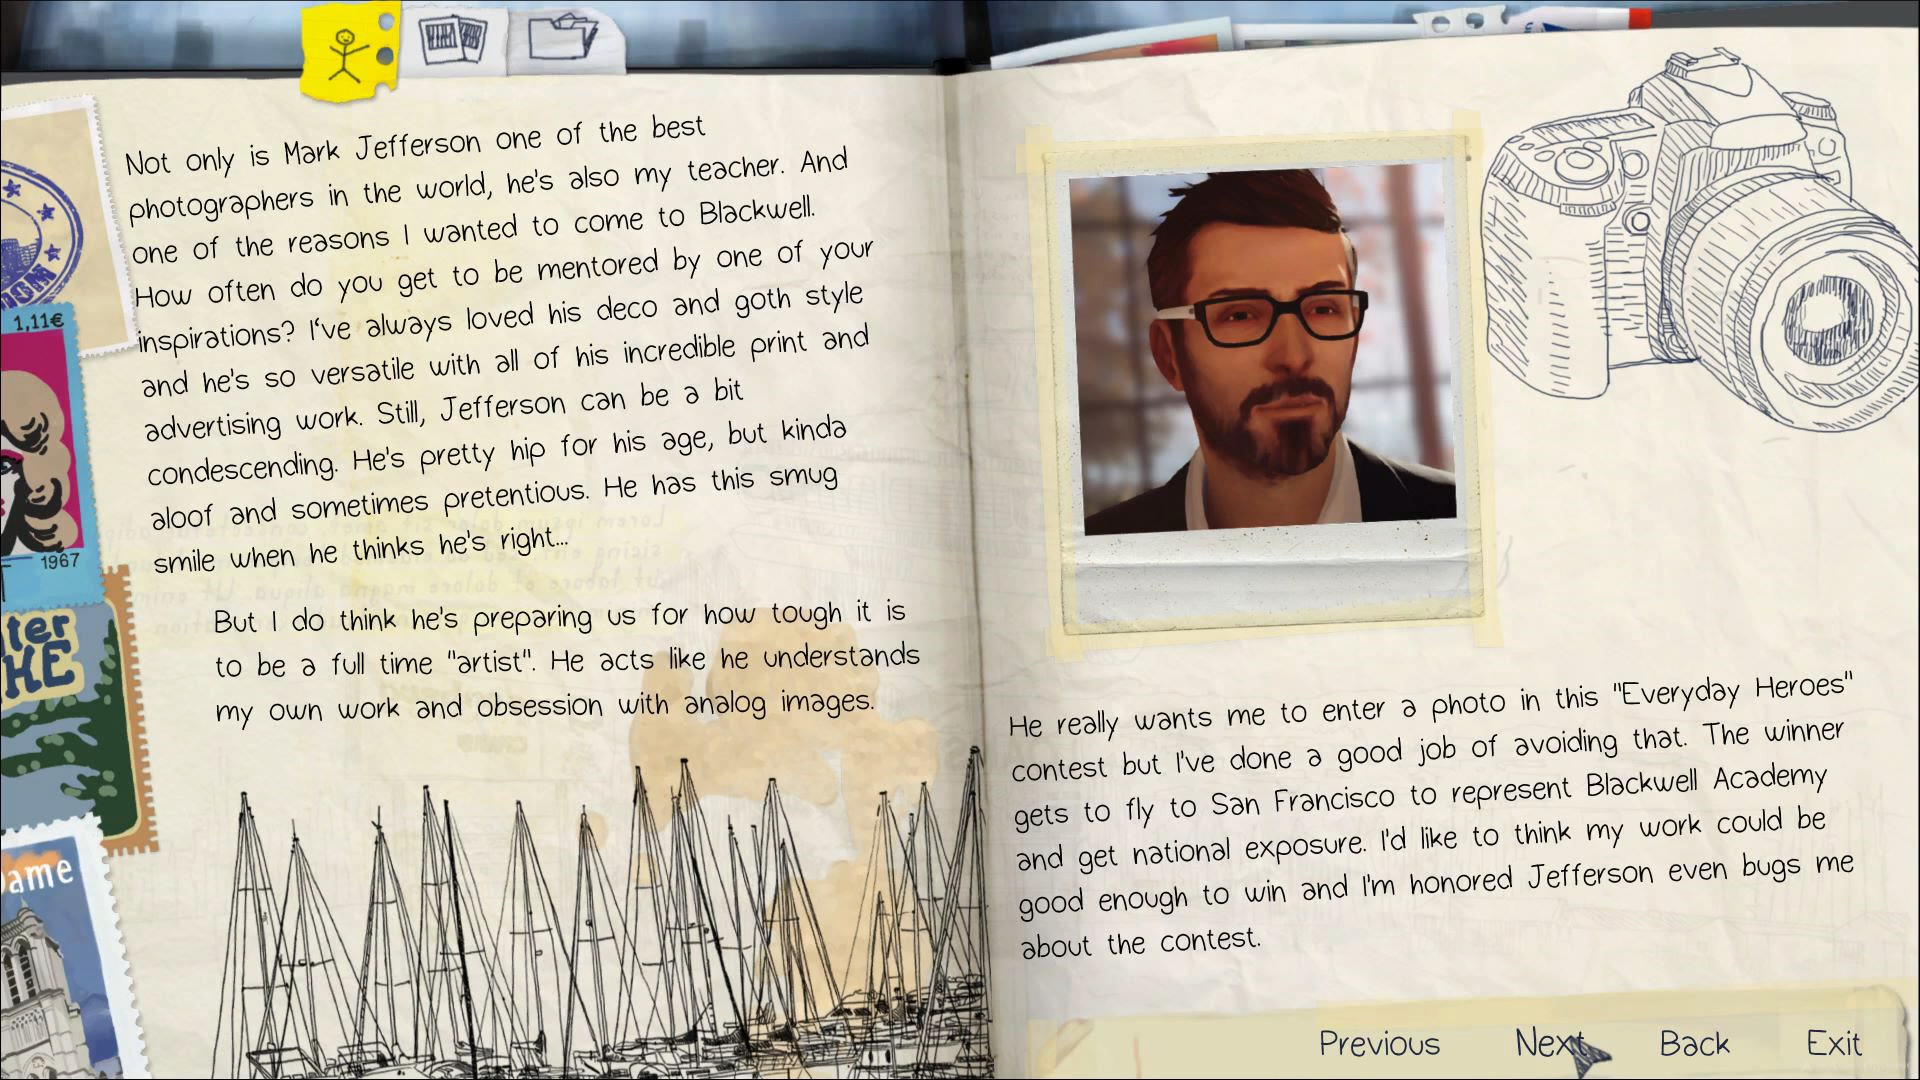 Not only is Mark Jefferson one of the best
photographers in the world, he's also my teacher. And
one of the reasons I wanted to come to Blackwell.
How often do you get to be mentored by one of your
inspirations? I've always loved his deco and goth style
and he's so versatile with all of his incredible print and
advertising work. Still, Jefferson can be a bit
condescending. He's pretty hip for his age, but kinda
aloof and sometimes pretentious. He has this smug
smile when he thinks he's right...
But I do think he's preparing us for how tough it is
to be a full time "artist". He acts like he understands
my own work and obsession with analog images.
1,11€
1967
ter
HE
ame
He really wants me to enter a photo in this "Everyday Heroes"
contest but I've done a good job of avoiding that. The winner
gets to fly to San Francisco to represent Blackwell Academy
and get national exposure. I'd like to think my work could be
good enough to win and I'm honored Jefferson even bugs me
about the contest.
Previous Next Back Exit